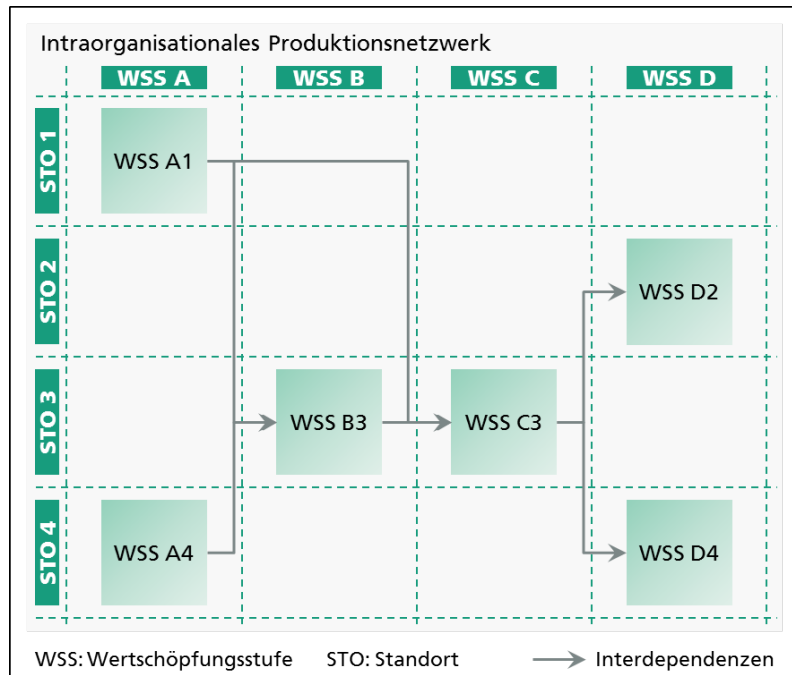 Intraorganisationales Produktionsnetzwerk
WSS A WSS B WSS C WSS D
STO 1
WSS A1
STO 2
WSS D2
STO 3
WSS B3 WSS C3
STO 4
WSS A4 WSS D4
WSS: Wertschöpfungsstufe STO: Standort Interdependenzen